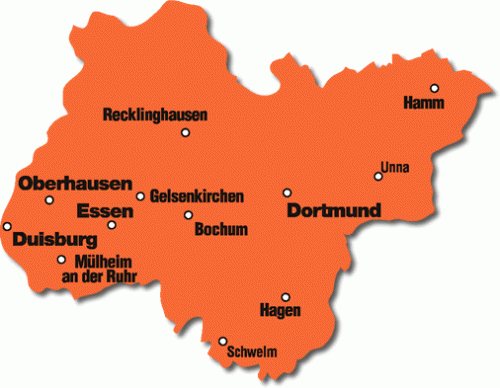 Hamm
Recklinghausen
Unna
Oberhausen
Gelsenkirchen
Essen
Dortmund
Bochum
Duisburg
Mülheim
an der Ruhr
Hagen
Schwelm